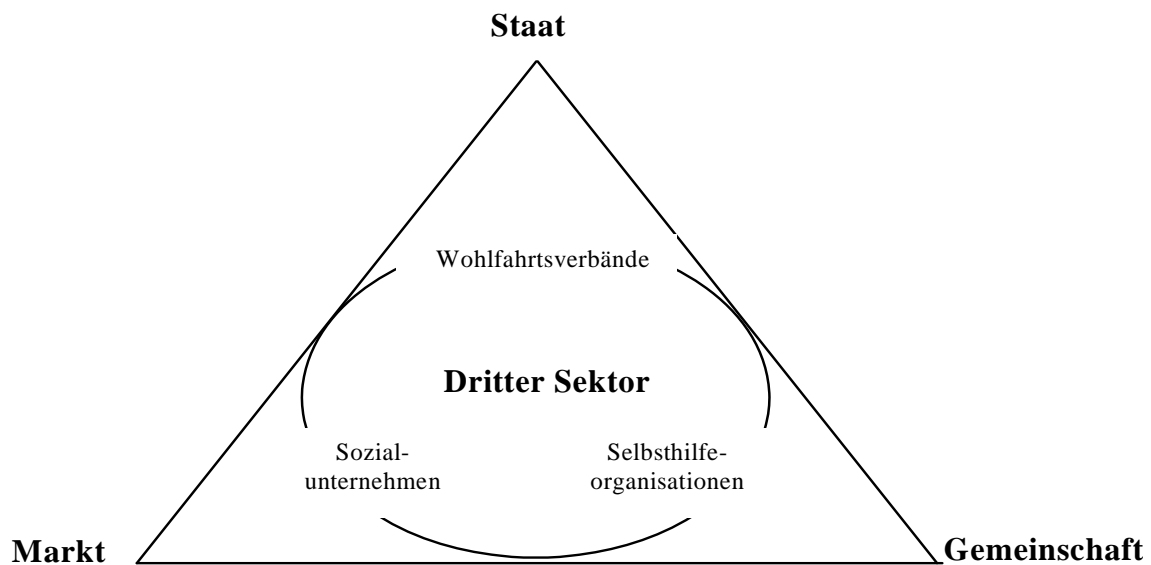 Staat
Wohlfahrtsverbände
Dritter Sektor
Sozial-
unternehmen
Selbsthilfe-
organisationen
Markt
Gemeinschaft